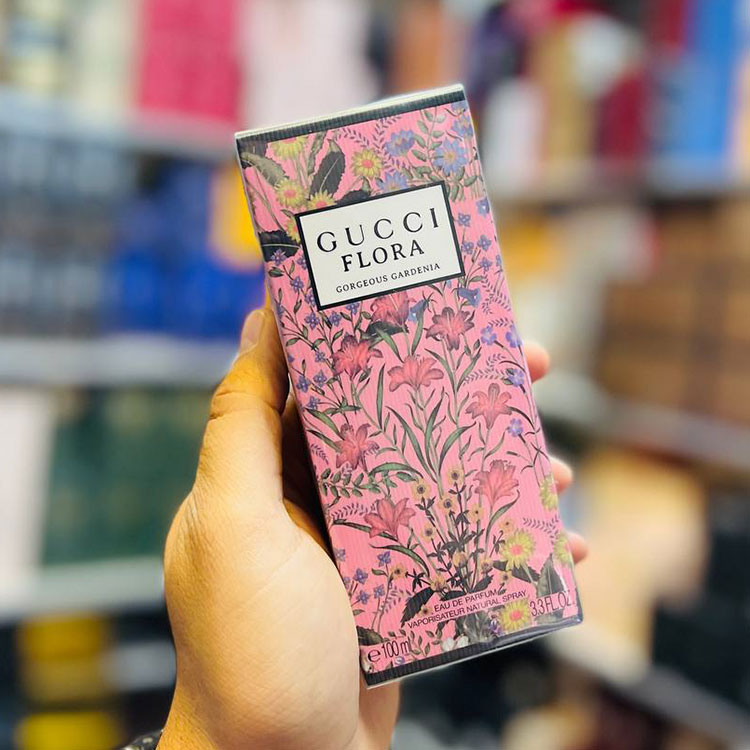 GUCCI
FLORA
GORGEOUS GARDENIA
EAU DE PARFUM
VAPORISATEUR NATURAL SPRAY
e 100 ml 3.3 FL.OZ.